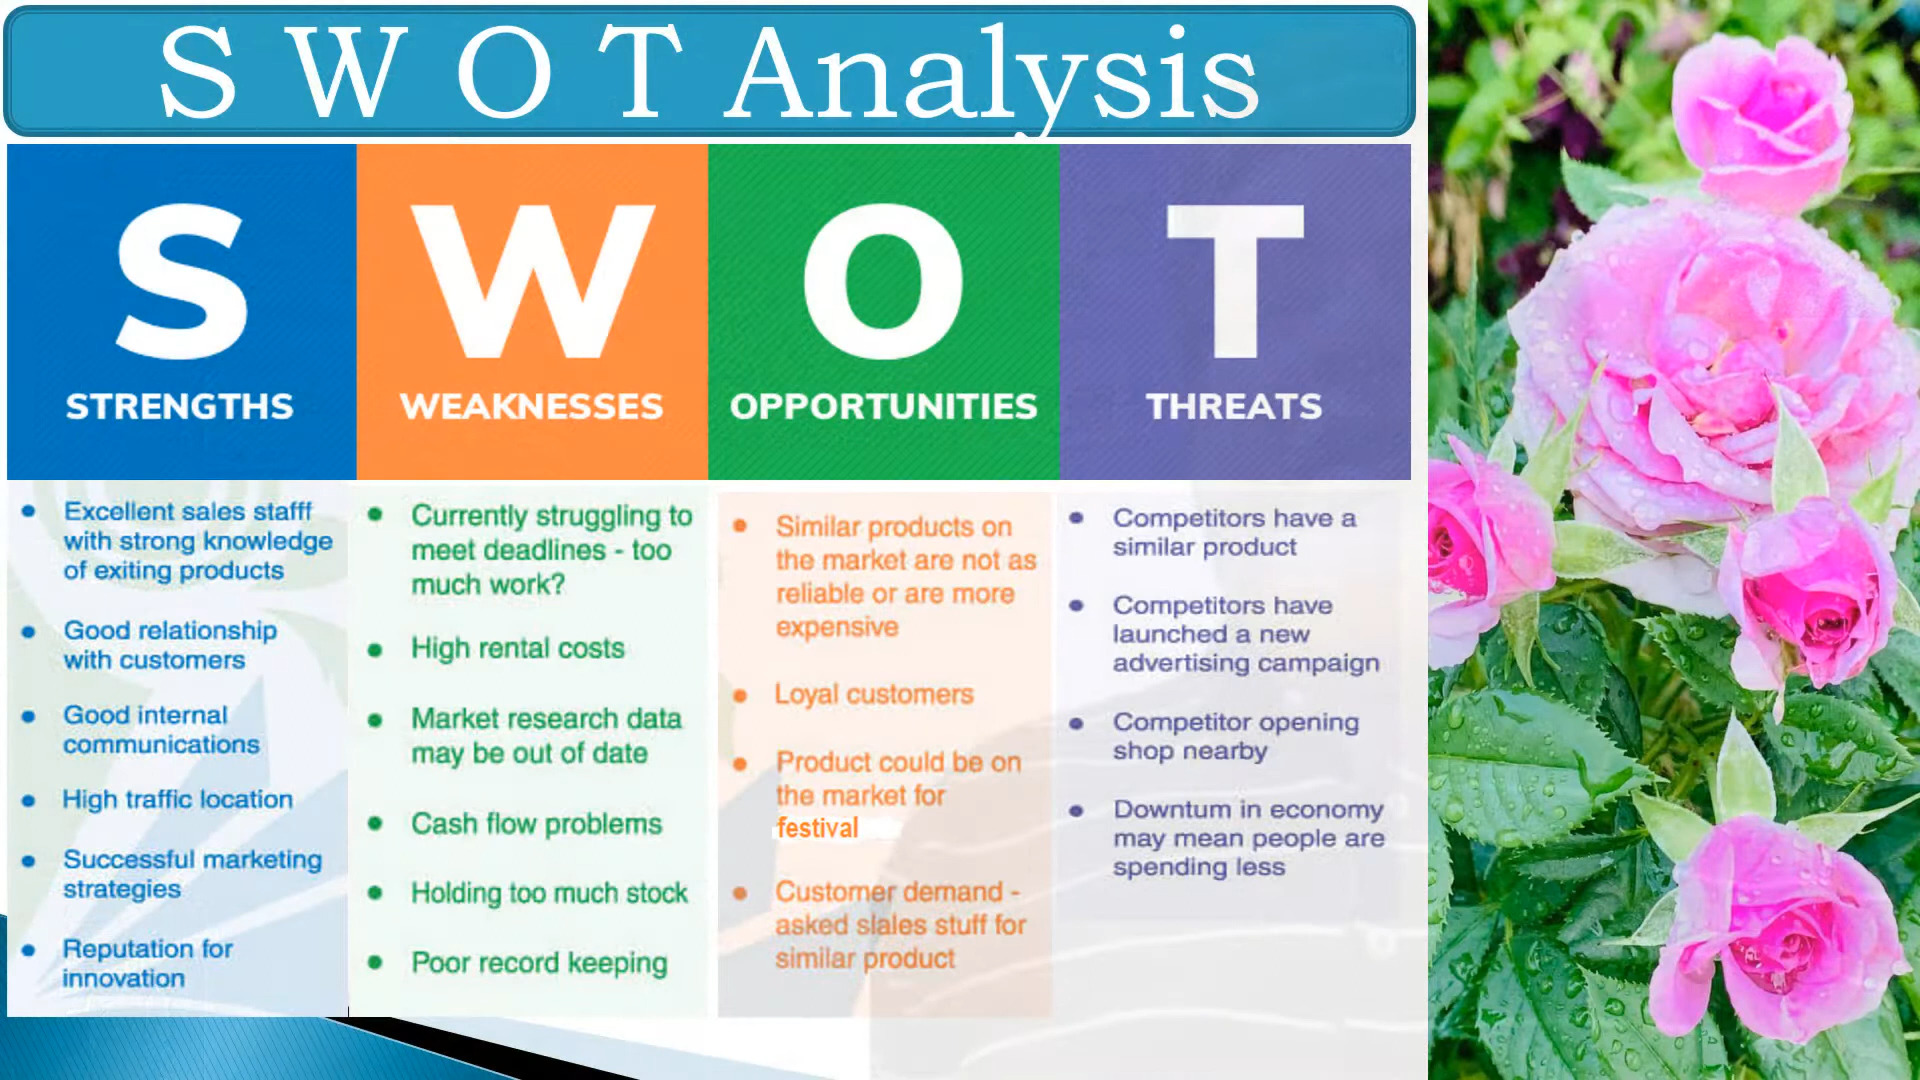 S W O T Analysis
S
STRENGTHS
W
WEAKNESSES
O
OPPORTUNITIES
T
THREATS
• Excellent sales stafff
with strong knowledge
of exiting products
• Good relationship
with customers
• Good internal
communications
• High traffic location
• Successful marketing
strategies
• Reputation for
innovation
• Currently struggling to
meet deadlines - too
much work?
• High rental costs
• Market research data
may be out of date
• Cash flow problems
• Holding too much stock
• Poor record keeping
• Similar products on
the market are not as
reliable or are more
expensive
• Loyal customers
• Product could be on
the market for
festival
• Customer demand -
asked slales stuff for
similar product
• Competitors have a
similar product
• Competitors have
launched a new
advertising campaign
• Competitor opening
shop nearby
• Downtum in economy
may mean people are
spending less